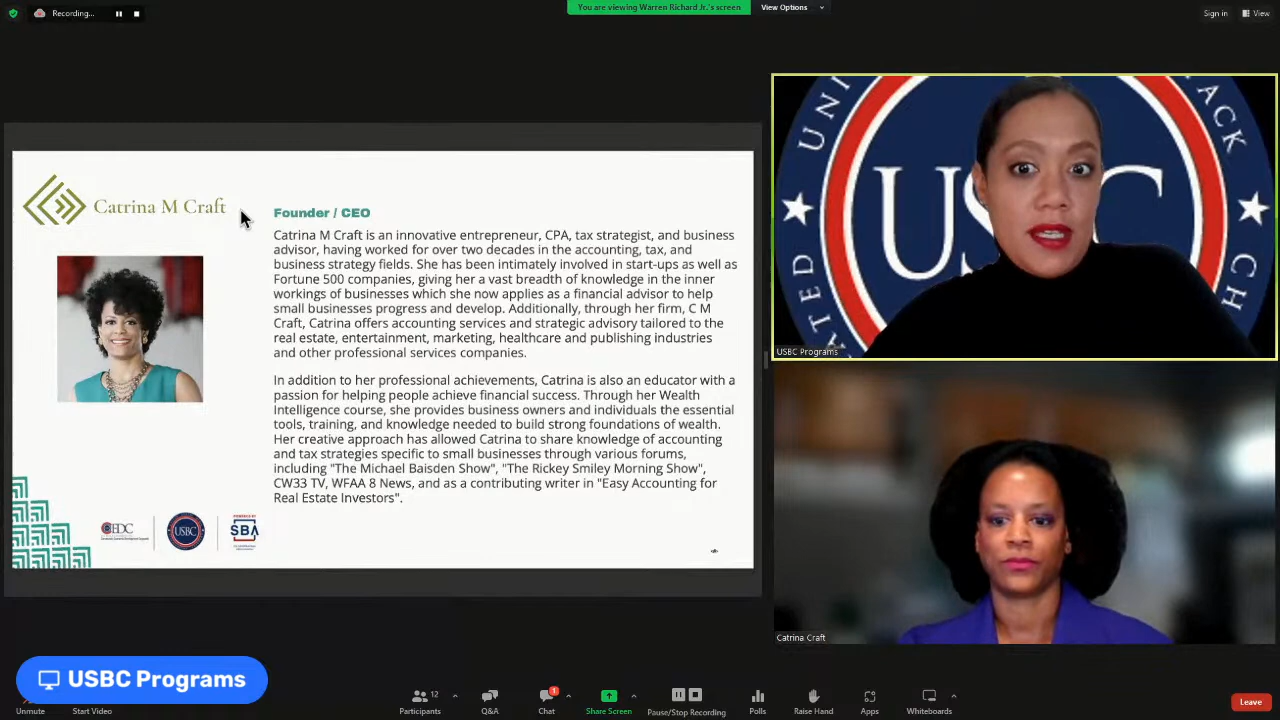 Recording...
You are viewing Warren Richard Jr.'s screen
View Options
Sign in
View
Catrina M Craft
Founder / CEO
Catrina M Craft is an innovative entrepreneur, CPA, tax strategist, and business
advisor, having worked for over two decades in the accounting, tax, and
business strategy fields. She has been intimately involved in start-ups as well as
Fortune 500 companies, giving her a vast breadth of knowledge in the inner
workings of businesses which she now applies as a financial advisor to help
small businesses progress and develop. Additionally, through her firm, C M
Craft, Catrina offers accounting services and strategic advisory tailored to the
real estate, entertainment, marketing, healthcare and publishing industries
and other professional services companies.
In addition to her professional achievements, Catrina is also an educator with a
passion for helping people achieve financial success. Through her Wealth
Intelligence course, she provides business owners and individuals the essential
tools, training, and knowledge needed to build strong foundations of wealth.
Her creative approach has allowed Catrina to share knowledge of accounting
and tax strategies specific to small businesses through various forums,
including "The Michael Baisden Show", "The Rickey Smiley Morning Show",
CW33 TV, WFAA 8 News, and as a contributing writer in "Easy Accounting for
Real Estate Investors".
USBC
SBA
UNI
ATED
USBC
ACK
CH
USBC Programs
Catrina Craft
USBC Programs
Unmute
Start Video
Participants
12
Q&A
Chat
1
Share Screen
Pause/Stop Recording
Polls
Raise Hand
Apps
Whiteboards
Leave